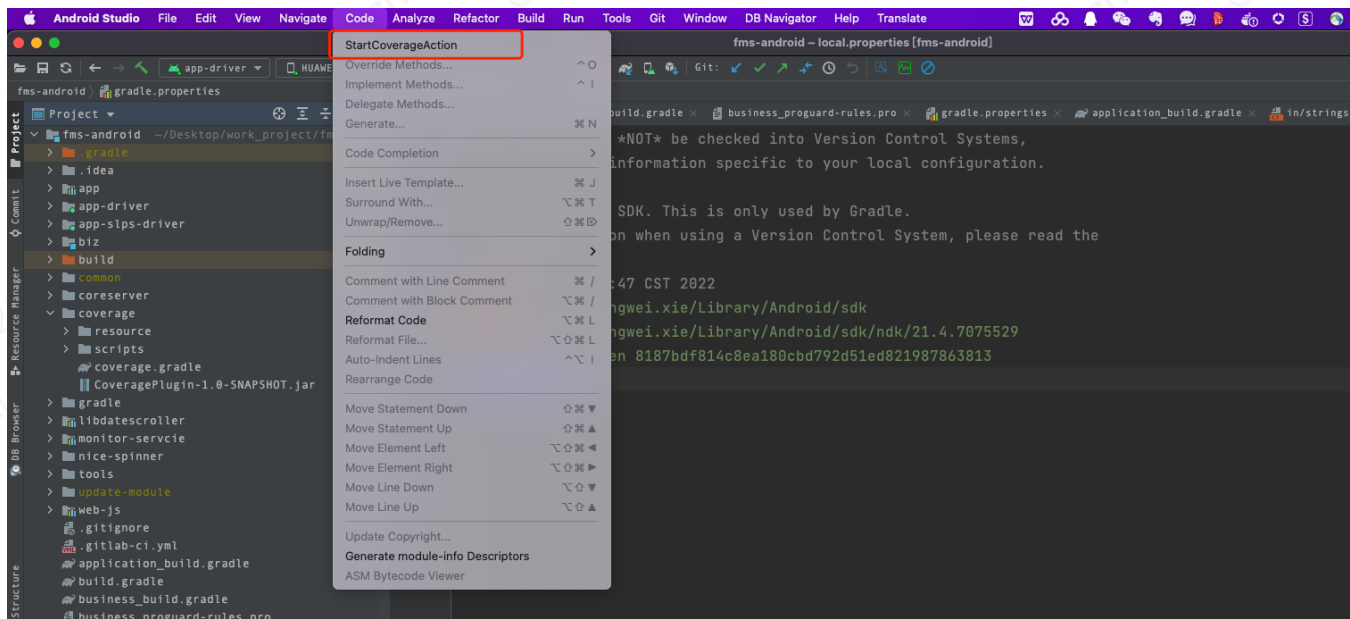 Android Studio File Edit View Navigate Code Analyze Refactor Build Run Tools Git Window DB Navigator Help Translate
fms-android – local.properties [fms-android]
app-driver HUAWE Git:
fms-android gradle.properties
Project uild.gradle business_proguard-rules.pro gradle.properties application_build.gradle in/strings
StartCoverageAction
Override Methods... ^ O
Implement Methods... ^ I
Delegate Methods...
Generate... ⌘ N
Code Completion >
Insert Live Template... ⌘ J
Surround With... ⌥⌘ T
Unwrap/Remove... ⇧⌘⌦
Folding >
Comment with Line Comment ⌘ /
Comment with Block Comment ⌥⌘ /
Reformat Code ⌥⌘ L
Reformat File... ⌥⇧⌘ L
Auto-Indent Lines ^⌥ I
Rearrange Code
Move Statement Down ⇧⌘▼
Move Statement Up ⇧⌘▲
Move Element Left ⌥⇧⌘◀
Move Element Right ⌥⇧⌘▶
Move Line Down ⌥⇧▼
Move Line Up ⌥⇧▲
Update Copyright...
Generate module-info Descriptors
ASM Bytecode Viewer
Project
Commit
Resource Manager
DB Browser
Structure
fms-android ~/Desktop/work_project/fm
.gradle
.idea
app
app-driver
app-slps-driver
biz
build
common
coreserver
coverage
resource
scripts
coverage.gradle
CoveragePlugin-1.0-SNAPSHOT.jar
gradle
libdatescroller
monitor-servcie
nice-spinner
tools
update-module
web-js
.gitignore
.gitlab-ci.yml
application_build.gradle
build.gradle
business_build.gradle
business_proguard-rules.pro
*NOT* be checked into Version Control Systems,
information specific to your local configuration.
SDK. This is only used by Gradle.
on when using a Version Control System, please read the
:47 CST 2022
ngwei.xie/Library/Android/sdk
ngwei.xie/Library/Android/sdk/ndk/21.4.7075529
en 8187bdf814c8ea180cbd792d51ed821987863813